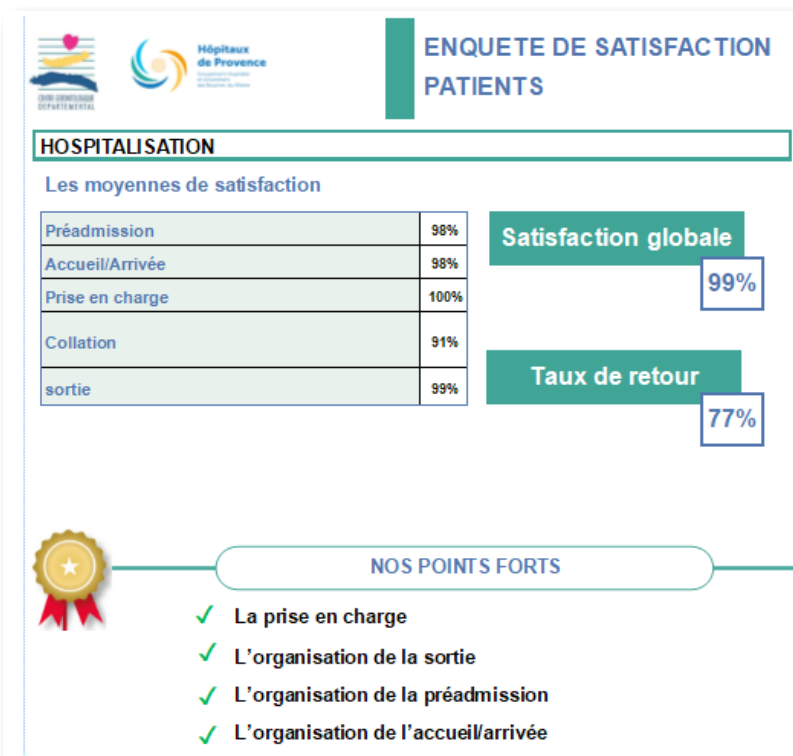 Hôpitaux
de Provence
ENQUETE DE SATISFACTION
PATIENTS
DEPARTEMENTAL
HOSPITALISATION
Les moyennes de satisfaction
Préadmission 98%
Accueil/Arrivée 98%
Prise en charge 100%
Collation 91%
sortie 99%
Satisfaction globale
99%
Taux de retour
77%
NOS POINTS FORTS
✓ La prise en charge
✓ L'organisation de la sortie
✓ L'organisation de la préadmission
✓ L'organisation de l'accueil/arrivée